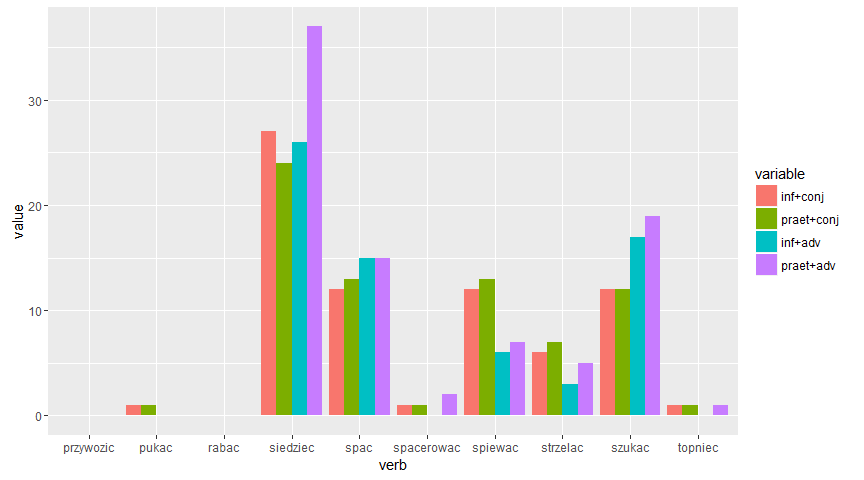 value
30
20
10
0
przywozic pukac rabac siedziec spac spacerowac spiewac strzelac szukac topniec
verb
variable
inf+conj
praet+conj
inf+adv
praet+adv